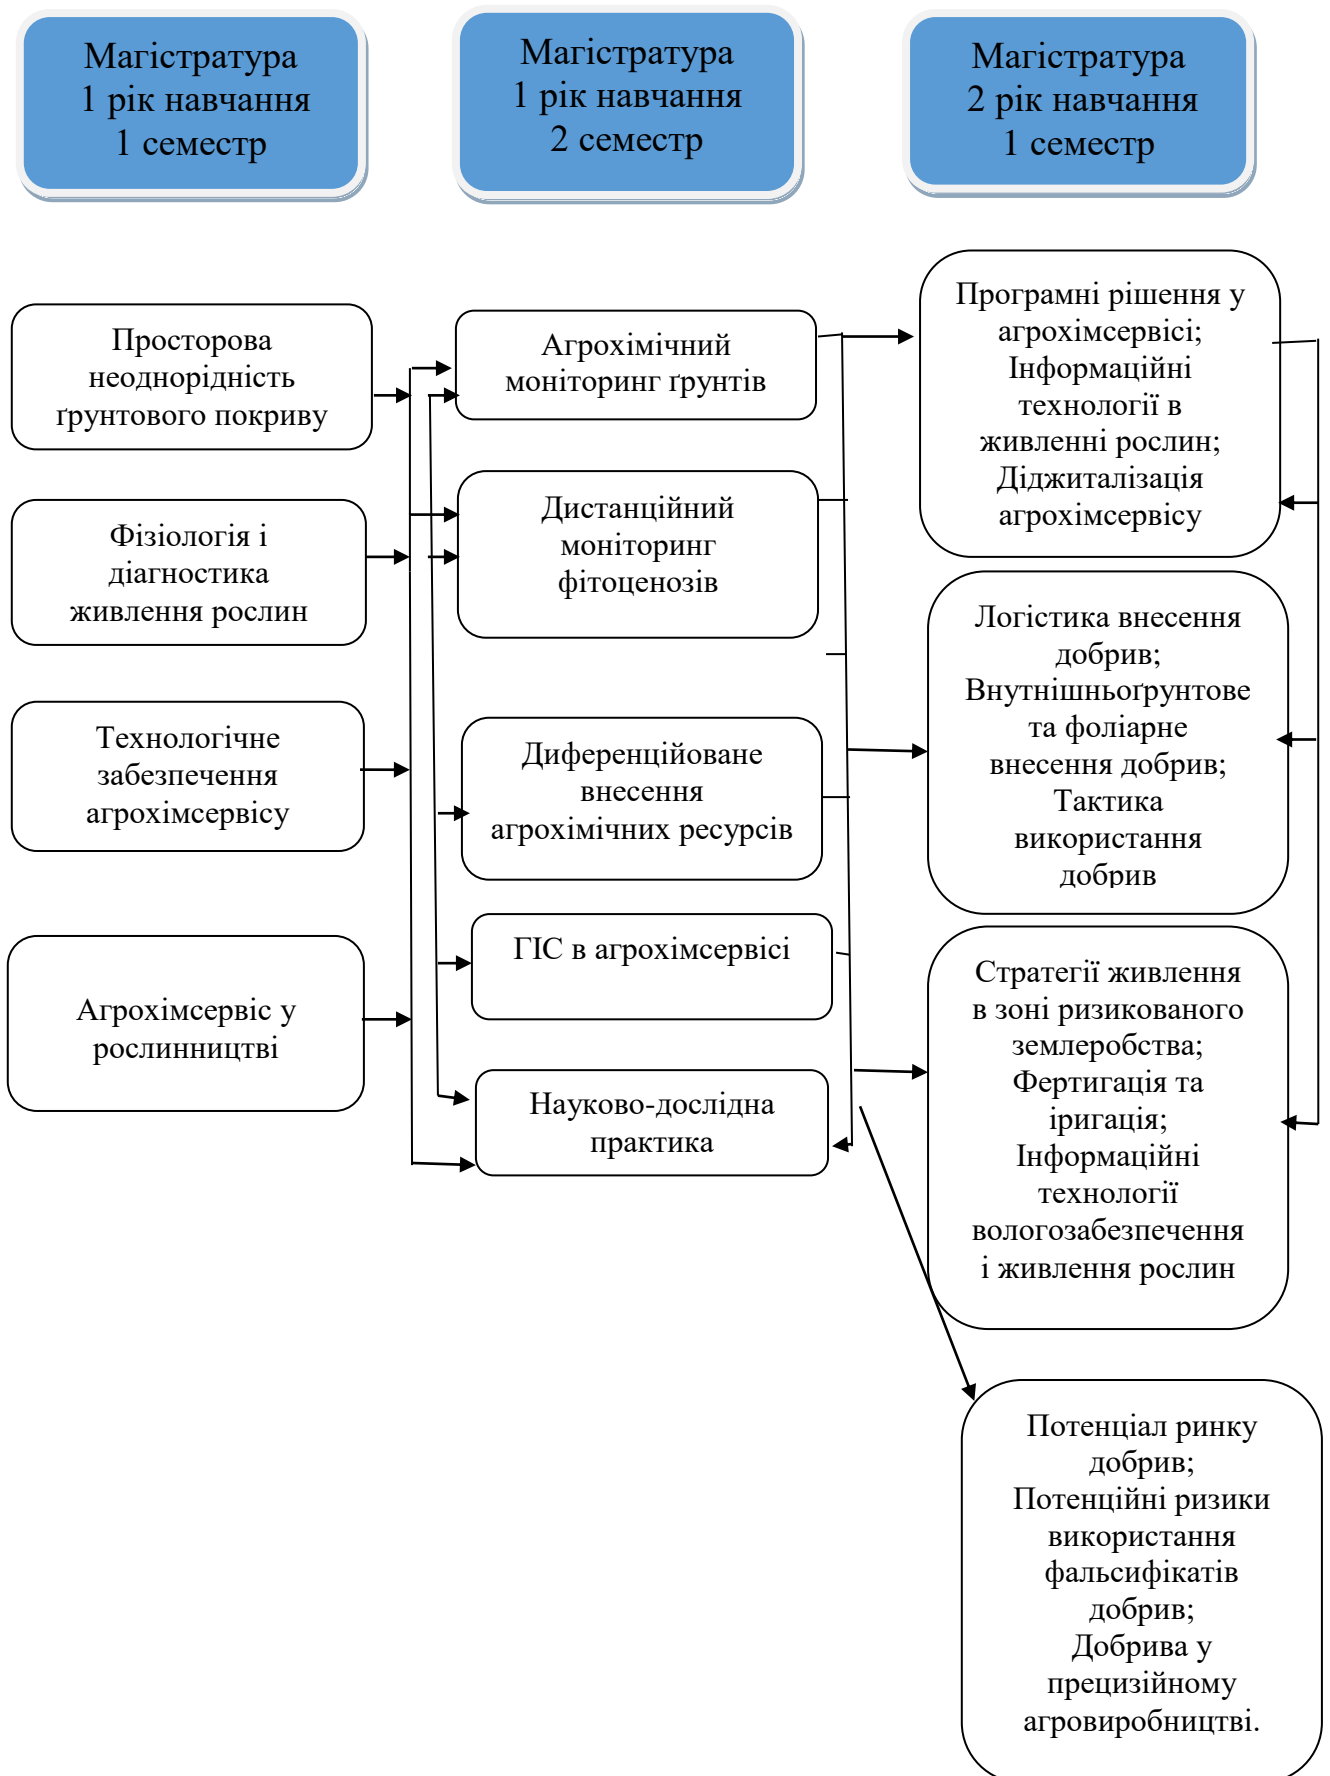 Магістратура
1 рік навчання
1 семестр
Магістратура
1 рік навчання
2 семестр
Магістратура
2 рік навчання
1 семестр
Просторова
неоднорідність
ґрунтового покриву
Фізіологія і
діагностика
живлення рослин
Технологічне
забезпечення
агрохімсервісу
Агрохімсервіс у
рослинництві
Агрохімічний
моніторинг ґрунтів
Дистанційний
моніторинг
фітоценозів
Диференційоване
внесення
агрохімічних ресурсів
ГІС в агрохімсервісі
Науково-дослідна
практика
Програмні рішення у
агрохімсервісі;
Інформаційні
технології в
живленні рослин;
Діджиталізація
агрохімсервісу
Логістика внесення
добрив;
Внутнішньоґрунтове
та фоліарне
внесення добрив;
Тактика
використання
добрив
Стратегії живлення
в зоні ризикованого
землеробства;
Фертигація та
іригація;
Інформаційні
технології
вологозабезпечення
і живлення рослин
Потенціал ринку
добрив;
Потенційні ризики
використання
фальсифікатів
добрив;
Добрива у
прецизійному
агровиробництві.